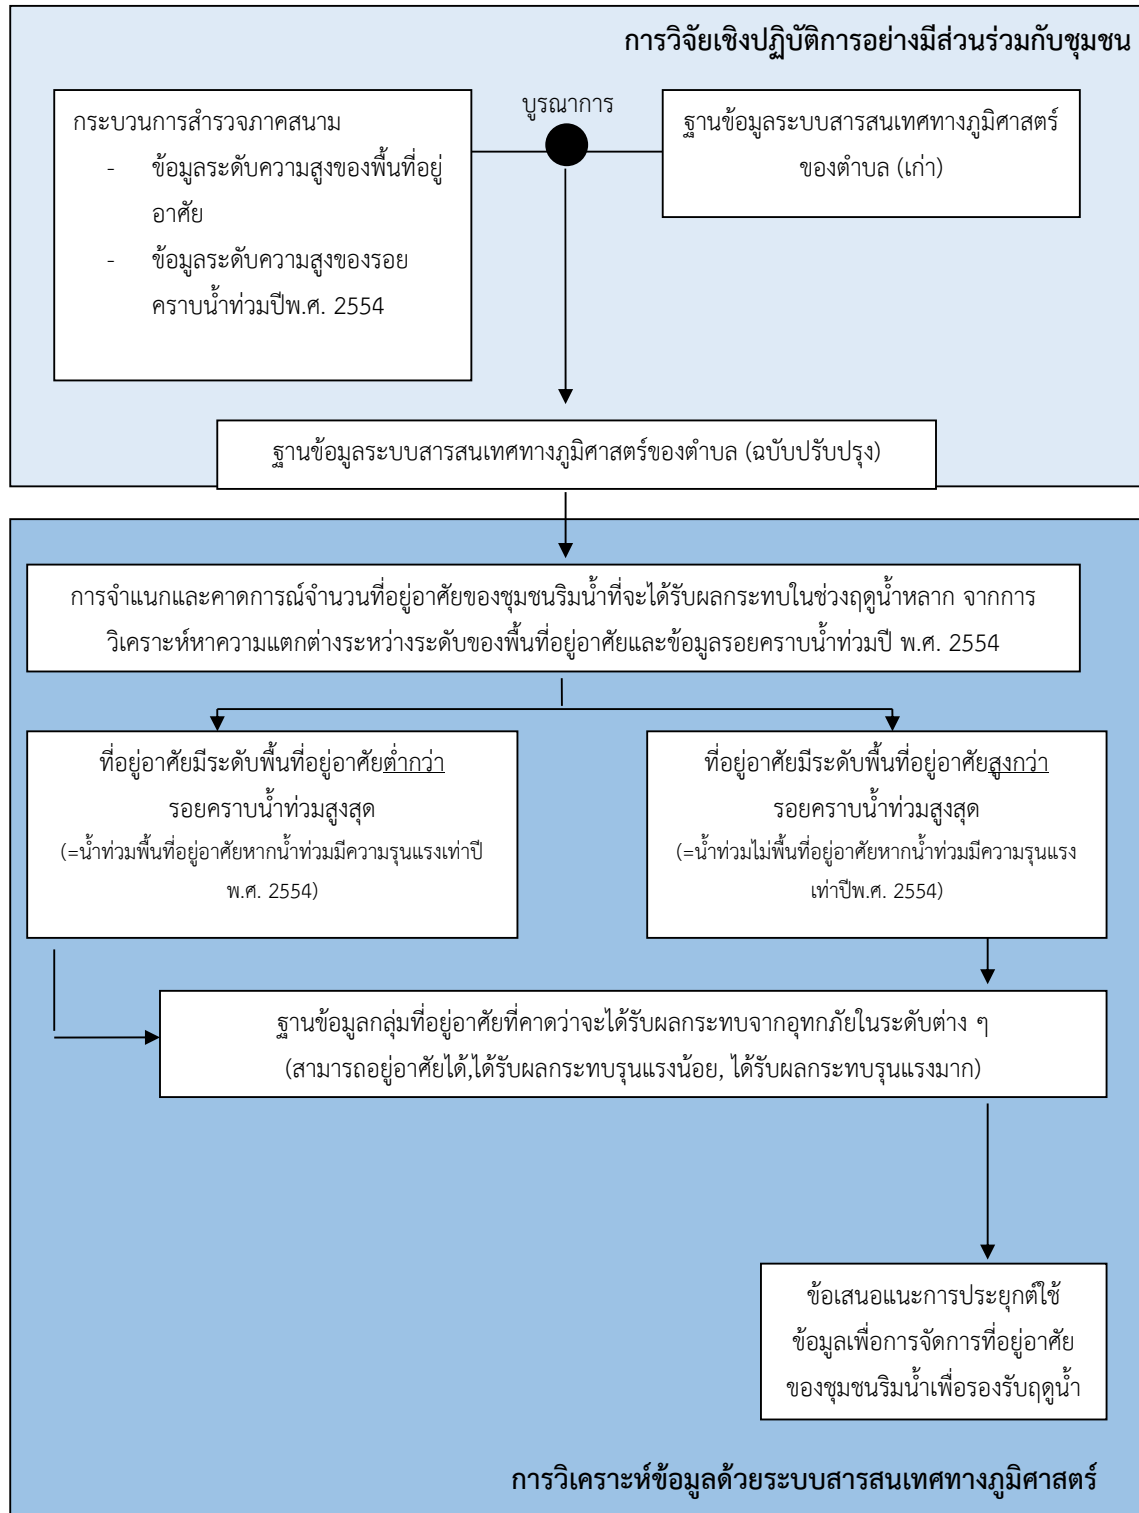 การวิจัยเชิงปฏิบัติการอย่างมีส่วนร่วมกับชุมชน
บูรณาการ
กระบวนการสำรวจภาคสนาม
- ข้อมูลระดับความสูงของพื้นที่อยู่
อาศัย
- ข้อมูลระดับความสูงของรอย
คราบน้ำท่วมปีพ.ศ. 2554
ฐานข้อมูลระบบสารสนเทศทางภูมิศาสตร์
ของตำบล (เก่า)
ฐานข้อมูลระบบสารสนเทศทางภูมิศาสตร์ของตำบล (ฉบับปรับปรุง)
การจำแนกและคาดการณ์จำนวนที่อยู่อาศัยของชุมชนริมน้ำที่จะได้รับผลกระทบในช่วงฤดูน้ำหลาก จากการ
วิเคราะห์หาความแตกต่างระหว่างระดับของพื้นที่อยู่อาศัยและข้อมูลรอยคราบน้ำท่วมปี พ.ศ. 2554
ที่อยู่อาศัยมีระดับพื้นที่อยู่อาศัยต่ำกว่า
รอยคราบน้ำท่วมสูงสุด
(=น้ำท่วมพื้นที่อยู่อาศัยหากน้ำท่วมมีความรุนแรงเท่าปี
พ.ศ. 2554)
ที่อยู่อาศัยมีระดับพื้นที่อยู่อาศัยสูงกว่า
รอยคราบน้ำท่วมสูงสุด
(=น้ำท่วมไม่พื้นที่อยู่อาศัยหากน้ำท่วมมีความรุนแรง
เท่าปีพ.ศ. 2554)
ฐานข้อมูลกลุ่มที่อยู่อาศัยที่คาดว่าจะได้รับผลกระทบจากอุทกภัยในระดับต่าง ๆ
(สามารถอยู่อาศัยได้,ได้รับผลกระทบรุนแรงน้อย, ได้รับผลกระทบรุนแรงมาก)
ข้อเสนอแนะการประยุกต์ใช้
ข้อมูลเพื่อการจัดการที่อยู่อาศัย
ของชุมชนริมน้ำเพื่อรองรับฤดูน้ำ
การวิเคราะห์ข้อมูลด้วยระบบสารสนเทศทางภูมิศาสตร์